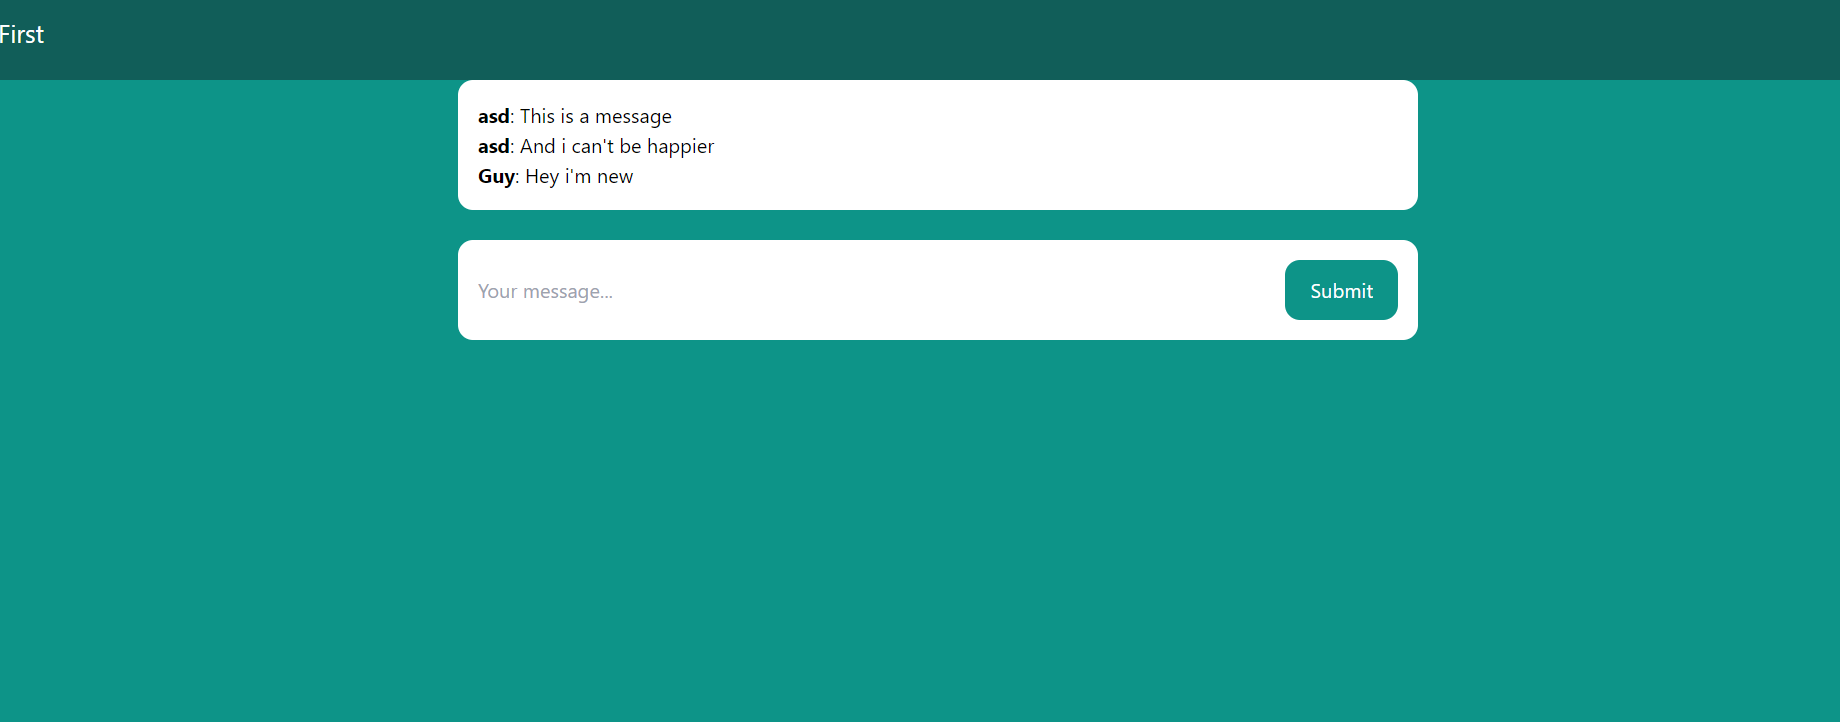 First
asd: This is a message
asd: And i can't be happier
Guy: Hey i'm new
Your message...
Submit